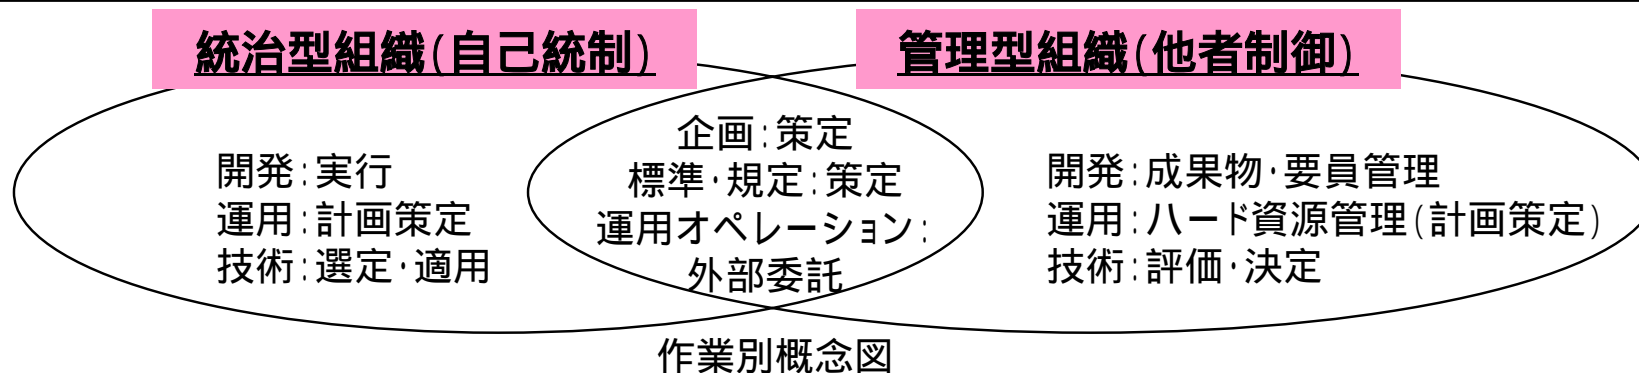 統治型組織(自己統制)
管理型組織(他者制御)
開発:実行
運用:計画策定
技術:選定・適用
企画:策定
標準・規定:策定
運用オペレーション:
外部委託
開発:成果物・要員管理
運用:ハード資源管理(計画策定)
技術:評価・決定
作業別概念図